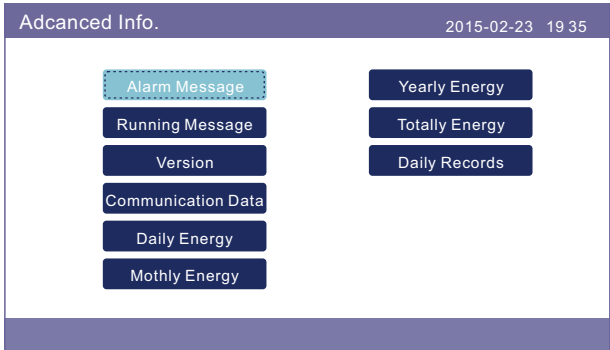 Adcanced Info.
2015-02-23 19 35
Alarm Message
Running Message
Version
Communication Data
Daily Energy
Mothly Energy
Yearly Energy
Totally Energy
Daily Records